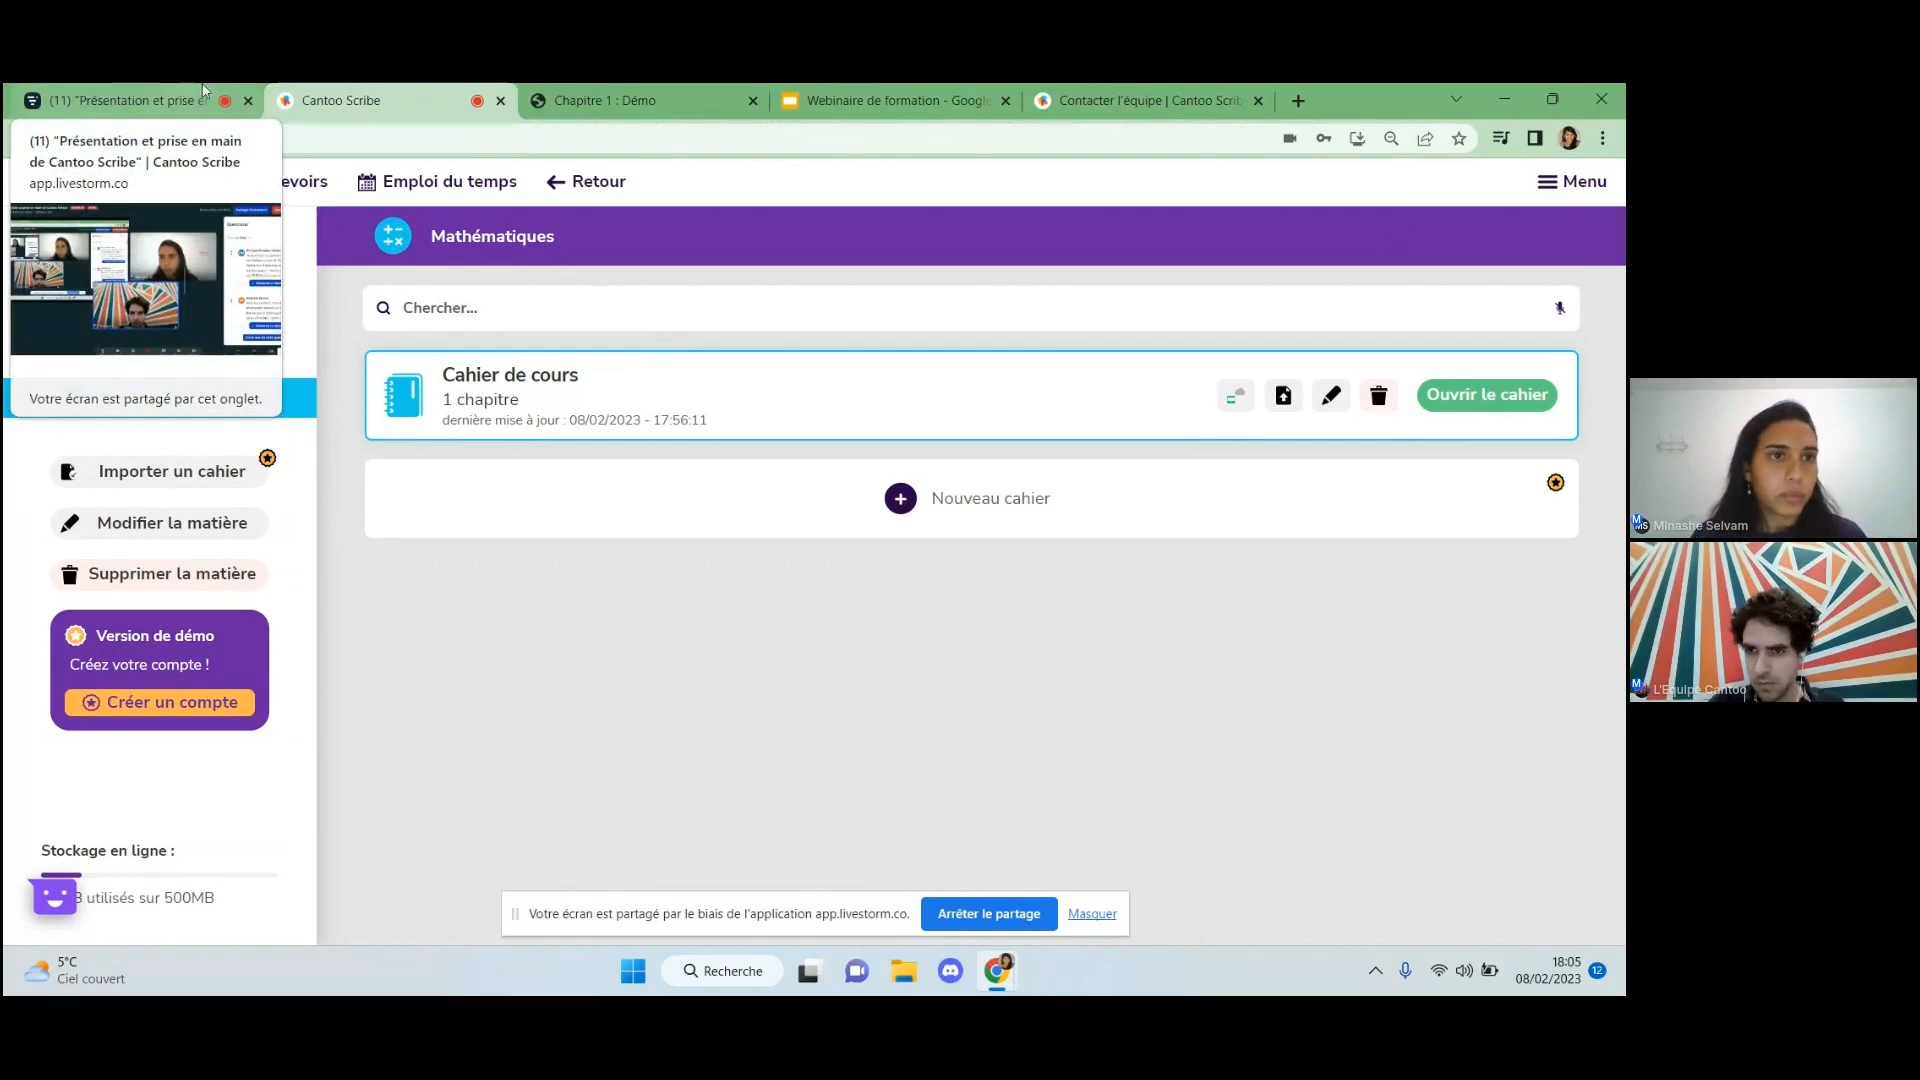 (11) "Présentation et prise e
Cantoo Scribe
Chapitre 1 : Démo
Webinaire de formation - Google
Contacter l'équipe | Cantoo Scrib
(11) "Présentation et prise en main
de Cantoo Scribe" | Cantoo Scribe
app.livestorm.co
Votre écran est partagé par cet onglet.
evoirs
Emploi du temps
Retour
Menu
Mathématiques
Chercher...
Cahier de cours
1 chapitre
dernière mise à jour : 08/02/2023 - 17:56:11
Ouvrir le cahier
Nouveau cahier
Importer un cahier
Modifier la matière
Supprimer la matière
Version de démo
Créez votre compte !
Créer un compte
Stockage en ligne :
utilisés sur 500MB
Votre écran est partagé par le biais de l'application app.livestorm.co.
Arrêter le partage
Masquer
5°C
Ciel couvert
Recherche
18:05
08/02/2023
12
Minashe Selvam
L'Equipe Cantoo